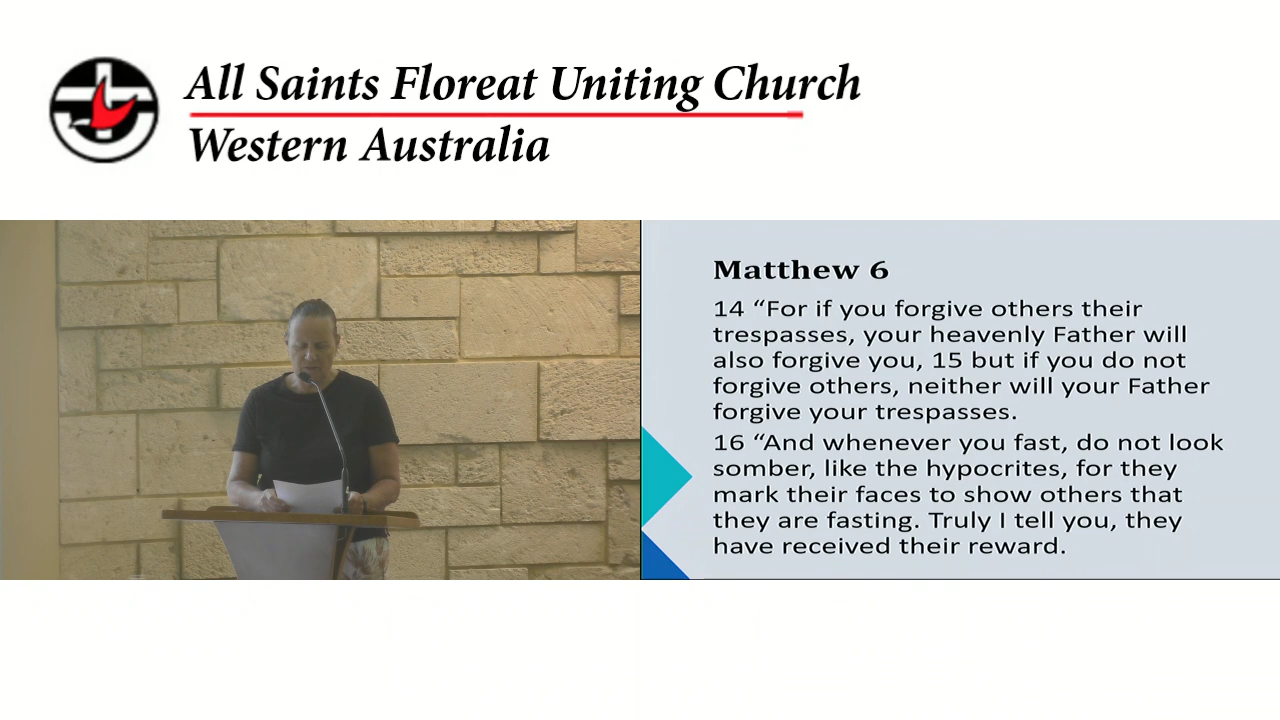 All Saints Floreat Uniting Church
Western Australia
Matthew 6
14 “For if you forgive others their
trespasses, your heavenly Father will
also forgive you, 15 but if you do not
forgive others, neither will your Father
forgive your trespasses.
16 “And whenever you fast, do not look
somber, like the hypocrites, for they
mark their faces to show others that
they are fasting. Truly I tell you, they
have received their reward.